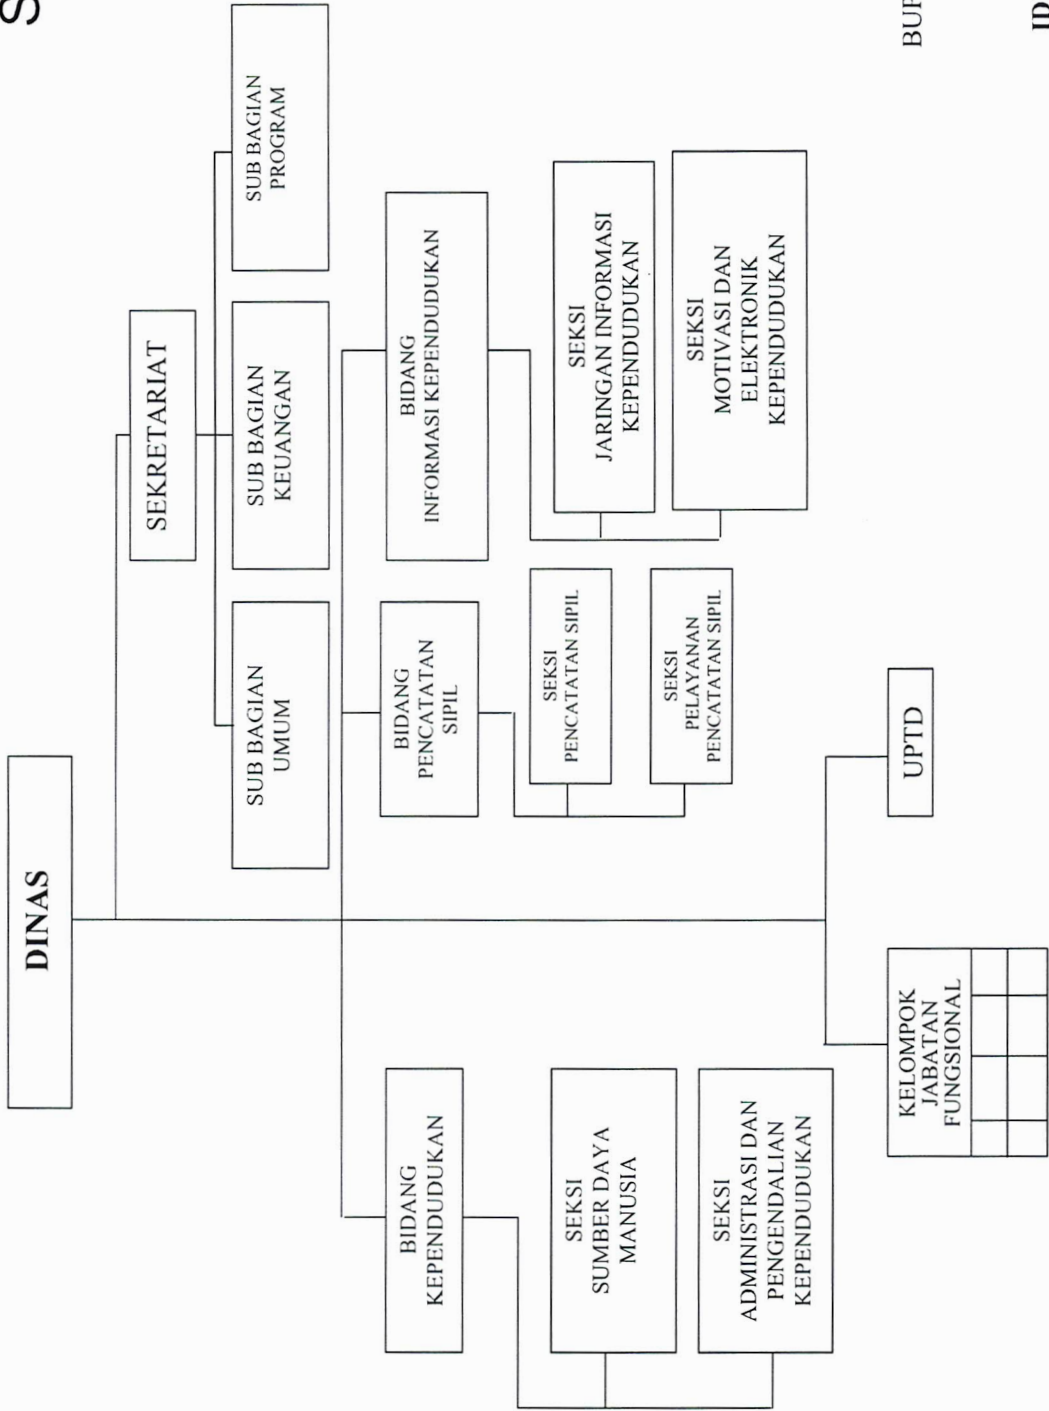 S
DINAS
SEKRETARIAT
SUB BAGIAN
UMUM
SUB BAGIAN
KEUANGAN
SUB BAGIAN
PROGRAM
BIDANG
KEPENDUDUKAN
BIDANG
PENCATATAN
SIPIL
BIDANG
INFORMASI KEPENDUDUKAN
SEKSI
SUMBER DAYA
MANUSIA
SEKSI
ADMINISTRASI DAN
PENGENDALIAN
KEPENDUDUKAN
SEKSI
PENCATATAN SIPIL
SEKSI
PELAYANAN
PENCATATAN SIPIL
SEKSI
JARINGAN INFORMASI
KEPENDUDUKAN
SEKSI
MOTIVASI DAN
ELEKTRONIK
KEPENDUDUKAN
KELOMPOK
JABATAN
FUNGSIONAL
UPTD
BUP